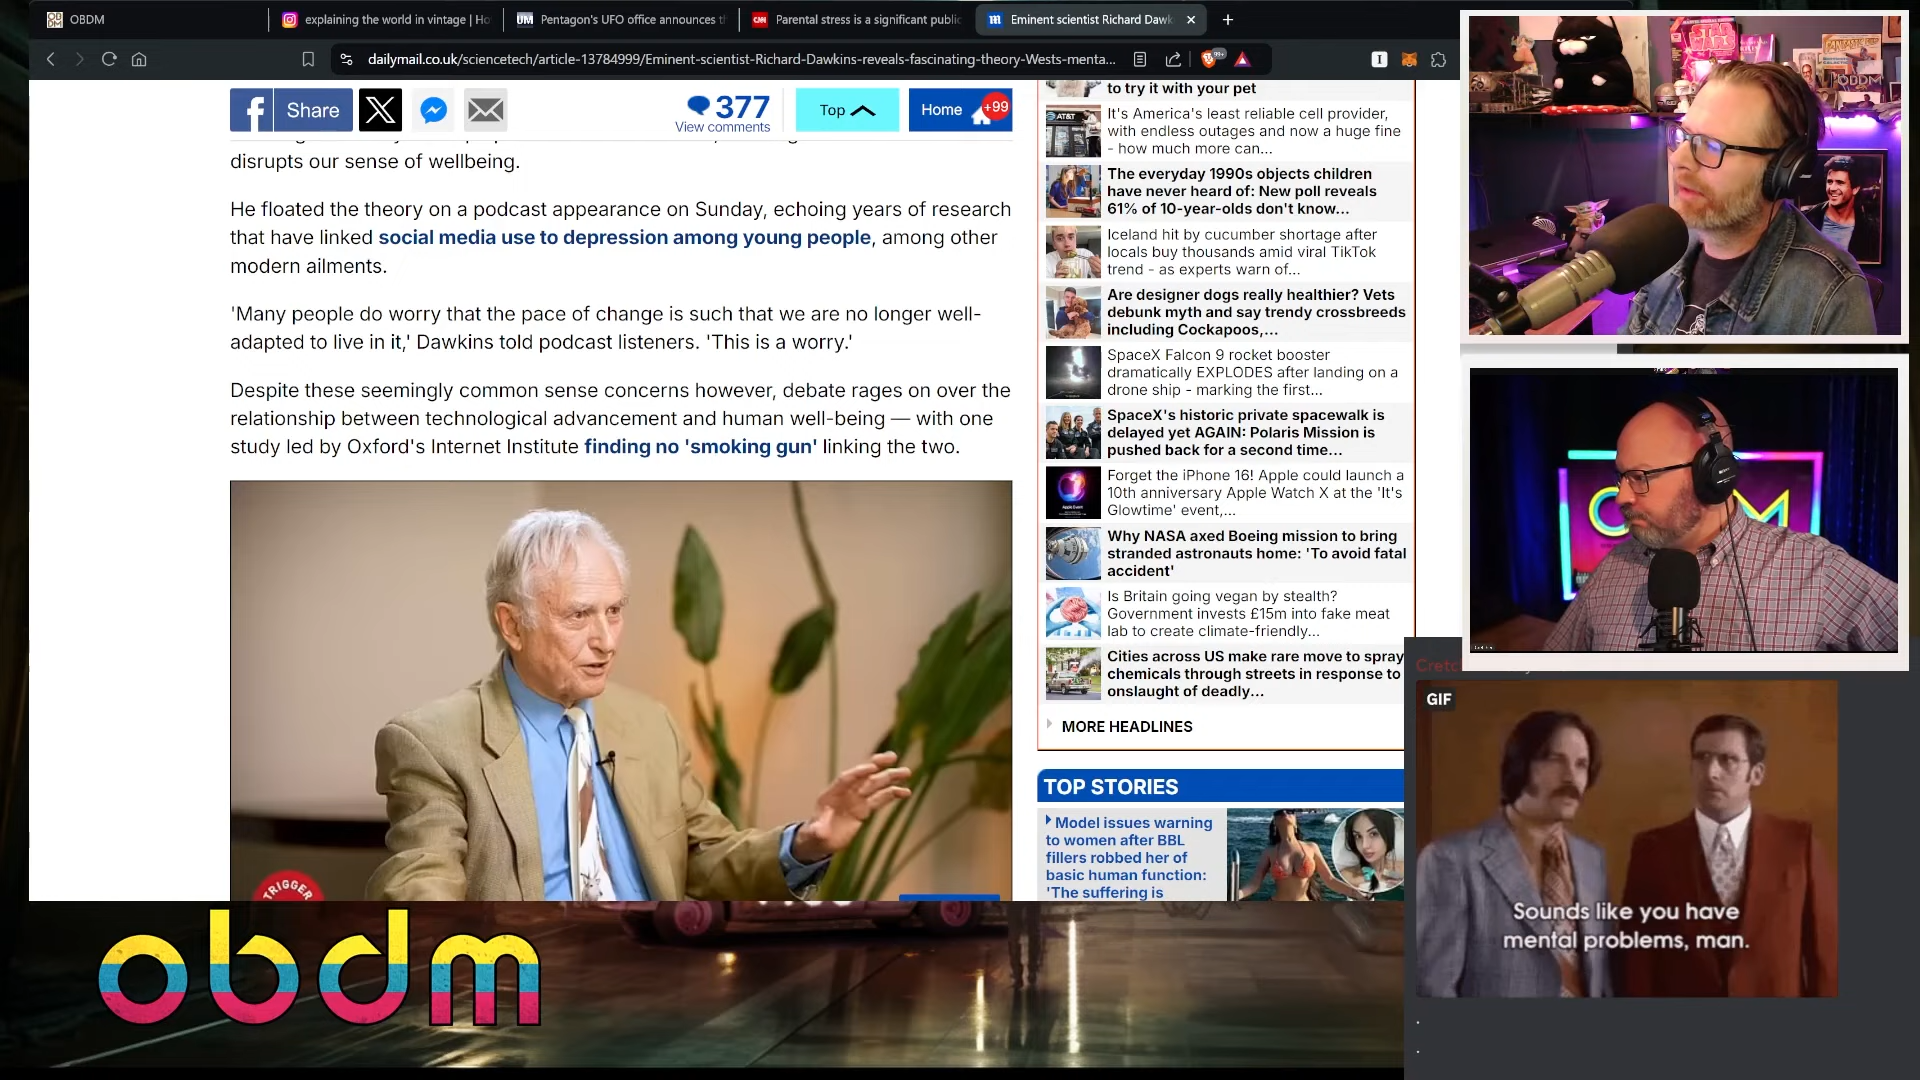 OBDM
explaining the world in vintage | Ho
Pentagon's UFO office announces t
Parental stress is a significant public
Eminent scientist Richard Dawk
dailymail.co.uk/sciencetech/article-13784999/Eminent-scientist-Richard-Dawkins-reveals-fascinating-theory-Wests-menta...
Share
377
View comments
Top
Home
+99
disrupts our sense of wellbeing.
He floated the theory on a podcast appearance on Sunday, echoing years of research
that have linked social media use to depression among young people, among other
modern ailments.
'Many people do worry that the pace of change is such that we are no longer well-
adapted to live in it,' Dawkins told podcast listeners. 'This is a worry.'
Despite these seemingly common sense concerns however, debate rages on over the
relationship between technological advancement and human well-being — with one
study led by Oxford's Internet Institute finding no 'smoking gun' linking the two.
TRIGGER
to try it with your pet
It's America's least reliable cell provider,
with endless outages and now a huge fine
- how much more can...
The everyday 1990s objects children
have never heard of: New poll reveals
61% of 10-year-olds don't know...
Iceland hit by cucumber shortage after
locals buy thousands amid viral TikTok
trend - as experts warn of...
Are designer dogs really healthier? Vets
debunk myth and say trendy crossbreeds
including Cockapoos,...
SpaceX Falcon 9 rocket booster
dramatically EXPLODES after landing on a
drone ship - marking the first...
SpaceX's historic private spacewalk is
delayed yet AGAIN: Polaris Mission is
pushed back for a second time...
Forget the iPhone 16! Apple could launch a
10th anniversary Apple Watch X at the 'It's
Glowtime' event,...
Why NASA axed Boeing mission to bring
stranded astronauts home: 'To avoid fatal
accident'
Is Britain going vegan by stealth?
Government invests £15m into fake meat
lab to create climate-friendly...
Cities across US make rare move to spray
chemicals through streets in response to
onslaught of deadly...
MORE HEADLINES
TOP STORIES
Model issues warning
to women after BBL
fillers robbed her of
basic human function:
'The suffering is
STAR
WARS
OBDM
GIF
Sounds like you have
mental problems, man.
obdm